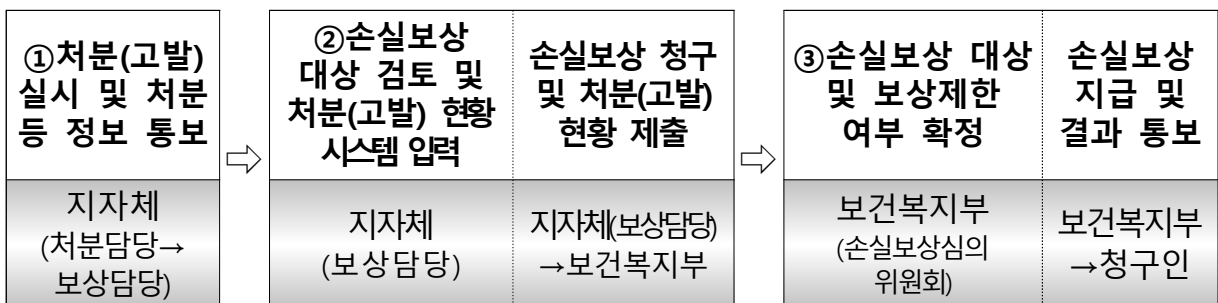 ①처분(고발)
실시 및 처분
등 정보 통보
지자체
(처분담당→
보상담당)
⇨
②손실보상
대상 검토 및
처분(고발) 현황
시스템 입력
지자체
(보상담당)
손실보상 청구
및 처분(고발)
현황 제출
지자체(보상담당)
→보건복지부
⇨
③손실보상 대상
및 보상제한
여부 확정
보건복지부
(손실보상심의
위원회)
손실보상
지급 및
결과 통보
보건복지부
→청구인